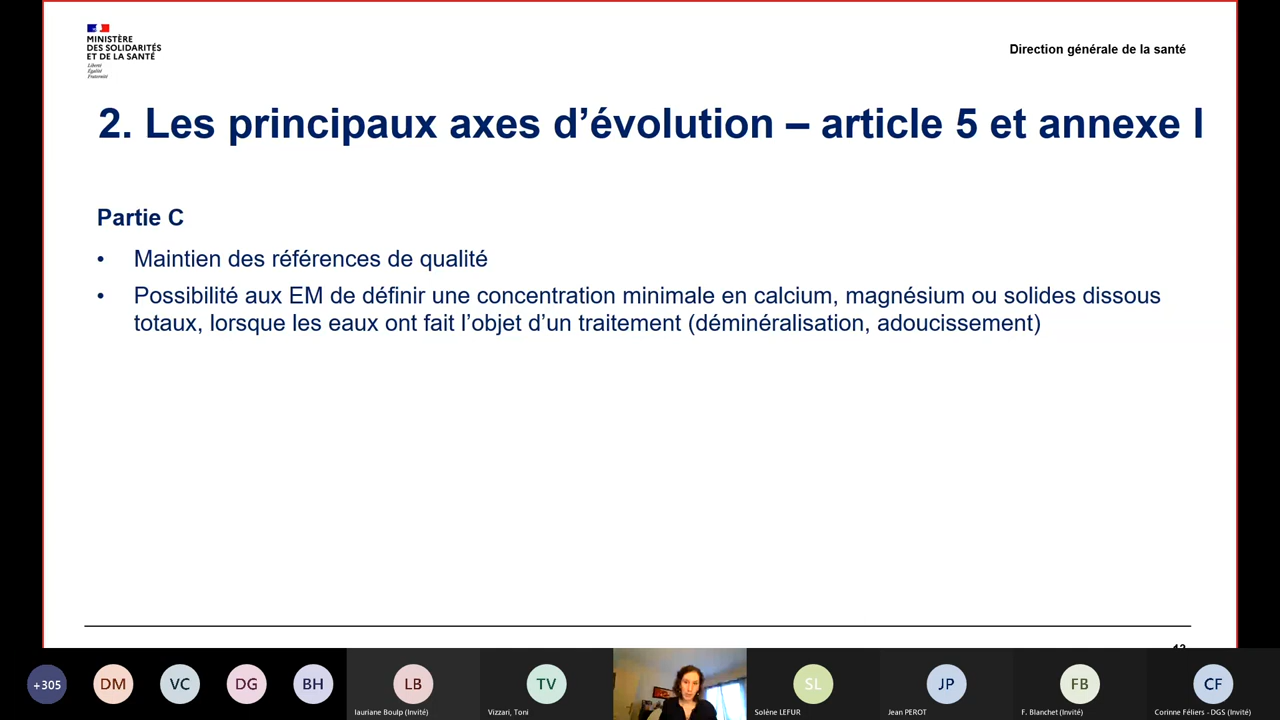 MINISTÈRE
DES SOLIDARITÉS
ET DE LA SANTÉ
Liberté
Égalité
Fraternité
Direction générale de la santé
2. Les principaux axes d’évolution – article 5 et annexe I
Partie C
• Maintien des références de qualité
• Possibilité aux EM de définir une concentration minimale en calcium, magnésium ou solides dissous
totaux, lorsque les eaux ont fait l’objet d’un traitement (déminéralisation, adoucissement)
+305
DM
VC
DG
BH
LB
TV
SL
JP
FB
CF
lauriane Boulp (Invité)
Vizzari, Toni
Solène LEFUR
Jean PEROT
F. Blanchet (Invité)
Corinne Féliers - DGS (Invité)